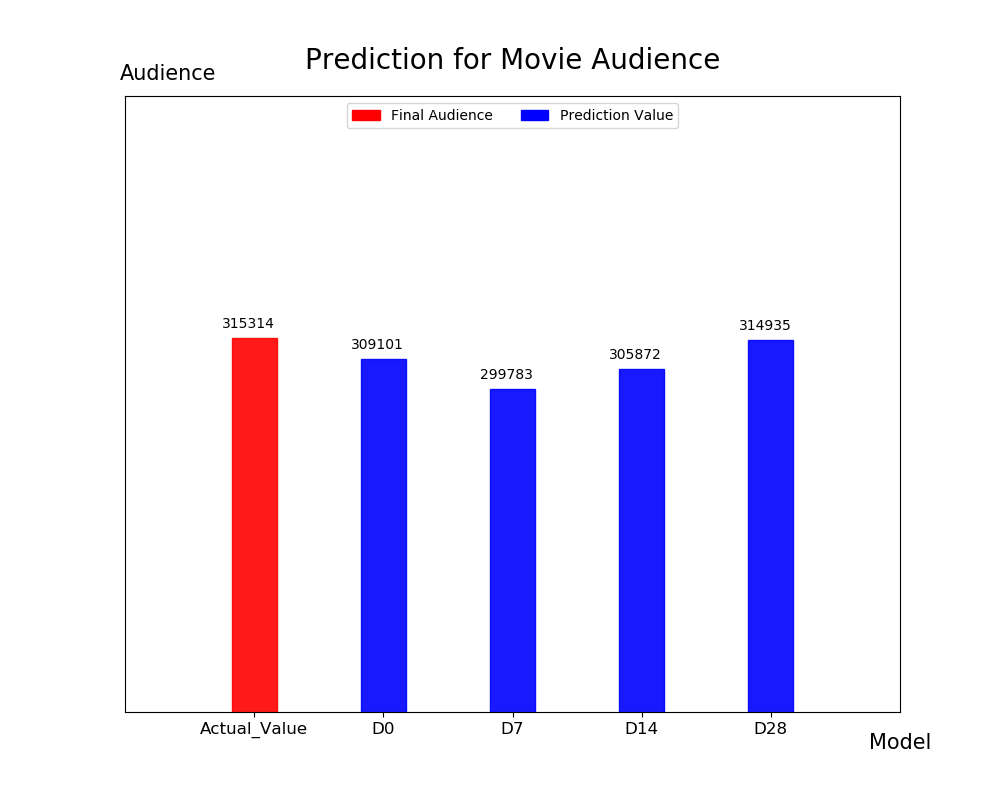 Prediction for Movie Audience
Audience
Final Audience
Prediction Value
315314
309101
299783
305872
314935
Actual_Value
D0
D7
D14
D28
Model